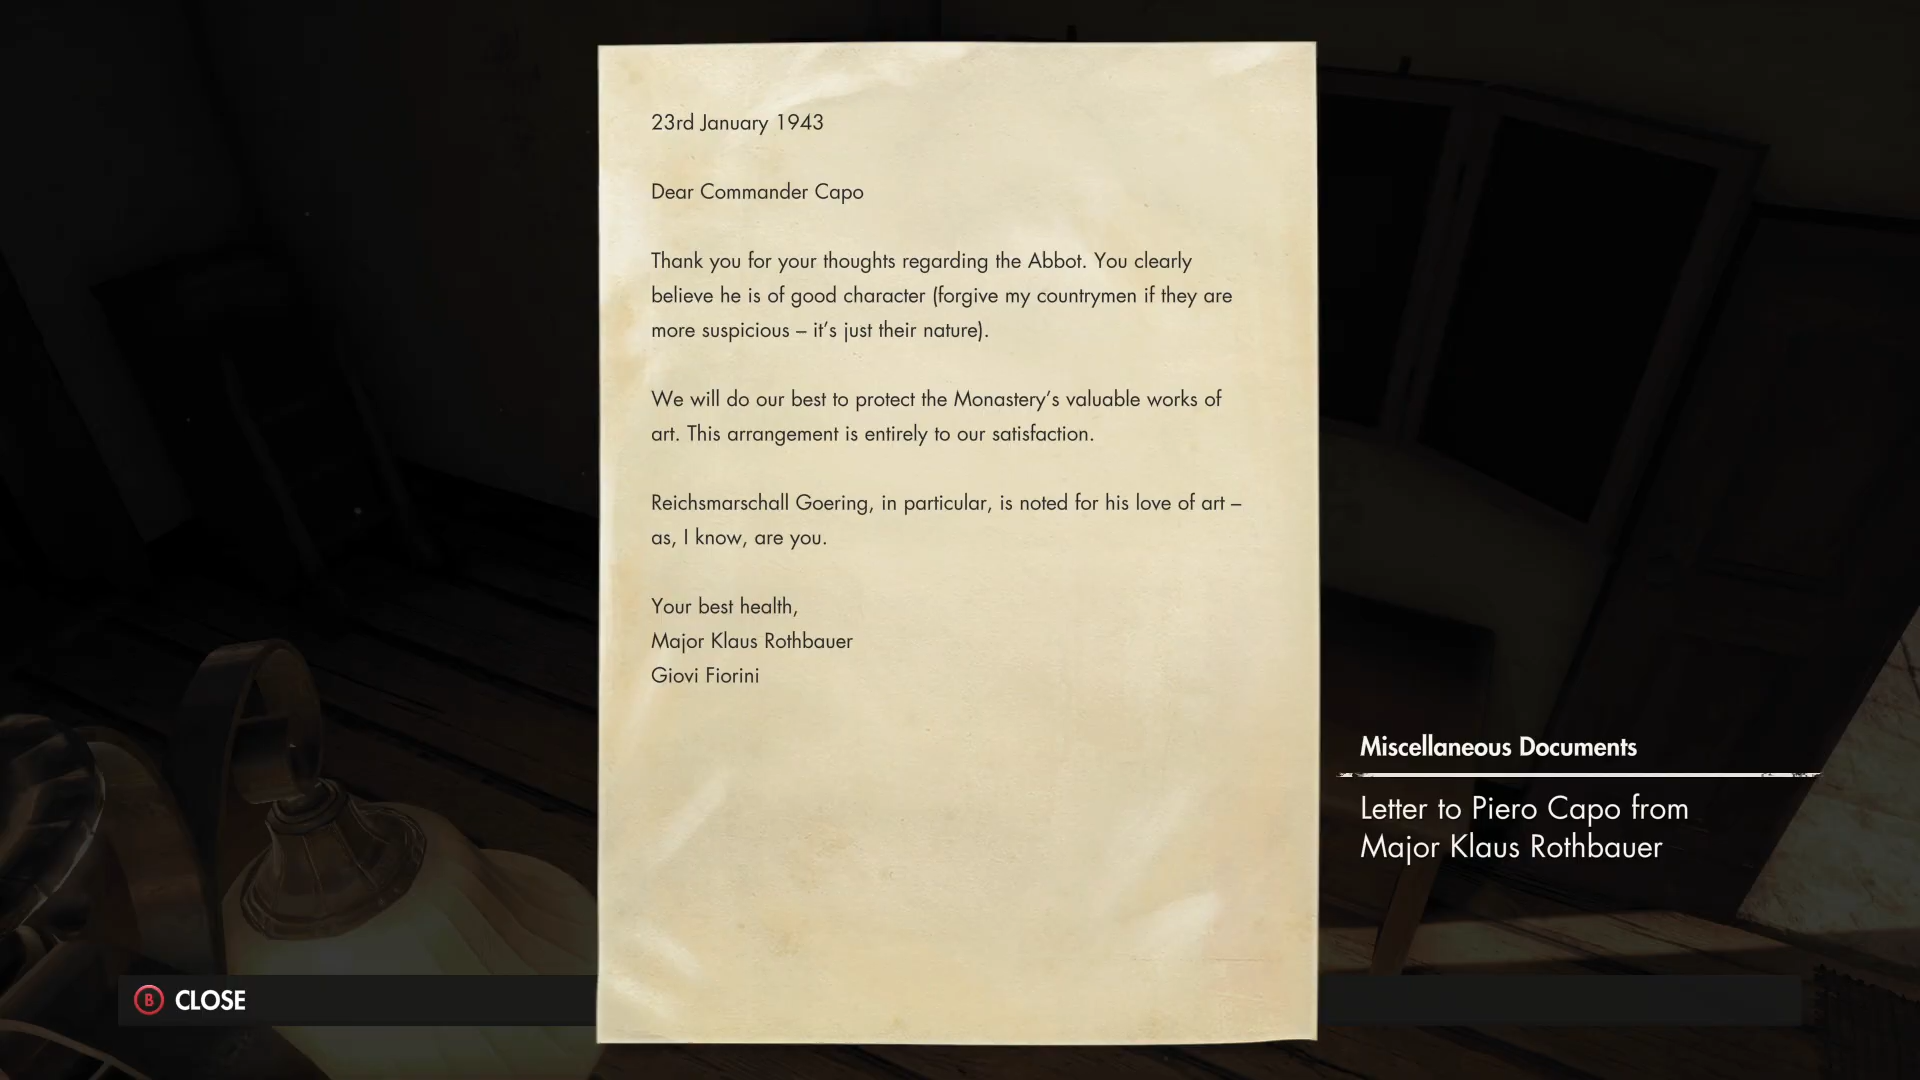 23rd January 1943
Dear Commander Capo
Thank you for your thoughts regarding the Abbot. You clearly
believe he is of good character (forgive my countrymen if they are
more suspicious – it's just their nature).
We will do our best to protect the Monastery's valuable works of
art. This arrangement is entirely to our satisfaction.
Reichsmarschall Goering, in particular, is noted for his love of art –
as, I know, are you.
Your best health,
Major Klaus Rothbauer
Giovi Fiorini
Miscellaneous Documents
Letter to Piero Capo from
Major Klaus Rothbauer
B CLOSE